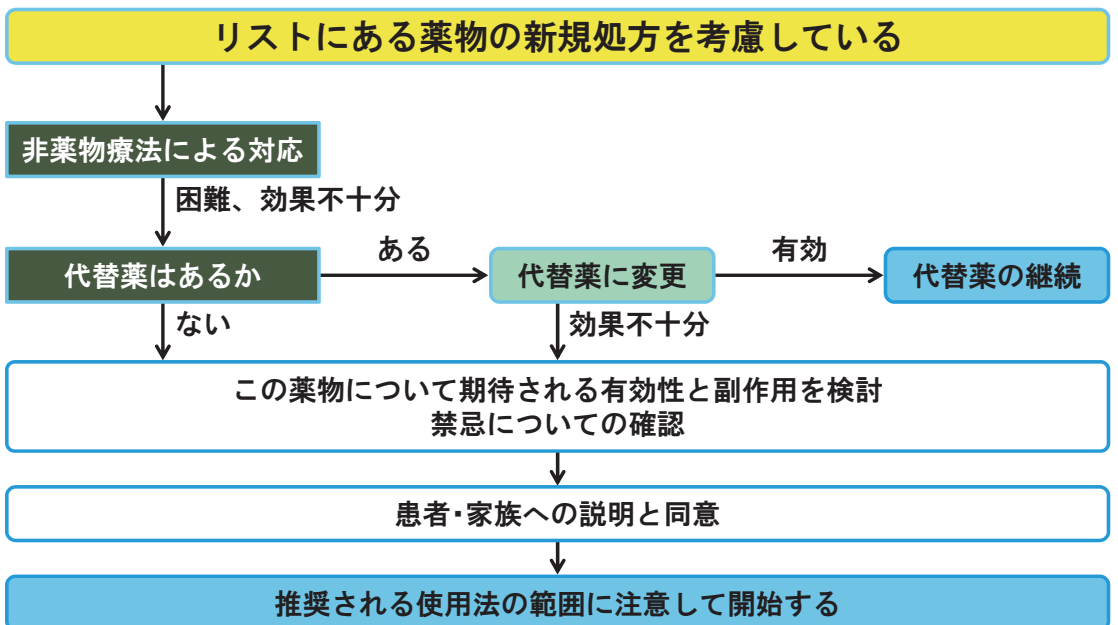 リストにある薬物の新規処方を考慮している
非薬物療法による対応
困難、効果不十分
代替薬はあるか
ある
代替薬に変更
有効
代替薬の継続
ない
効果不十分
この薬物について期待される有効性と副作用を検討
禁忌についての確認
患者・家族への説明と同意
推奨される使用法の範囲に注意して開始する